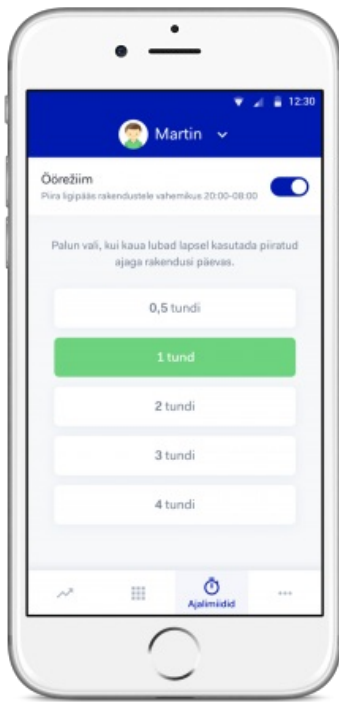 12:30
Martin
Öörežiim
Piira ligipääs rakendustele vahemikus 20:00-08:00
Palun vali, kui kaua lubad lapsel kasutada piiratud
ajaga rakendusi päevas.
0,5 tundi
1 tund
2 tundi
3 tundi
4 tundi
Ajalimiidid